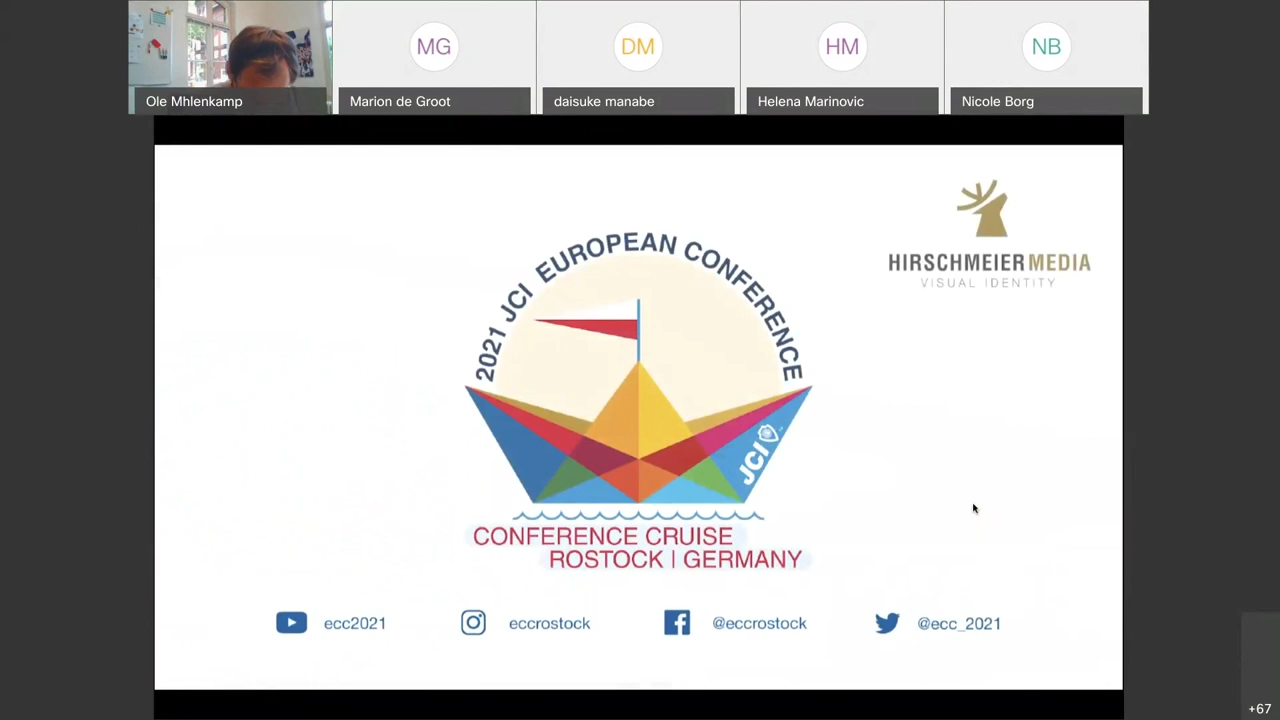 MG
DM
HM
NB
Ole Mhlenkamp
Marion de Groot
daisuke manabe
Helena Marinovic
Nicole Borg
HIRSCHMEIER MEDIA
VISUAL IDENTITY
2021 JCI EUROPEAN CONFERENCE
JCI
CONFERENCE CRUISE
ROSTOCK | GERMANY
ecc2021
eccrostock
@eccrostock
@ecc_2021
+67